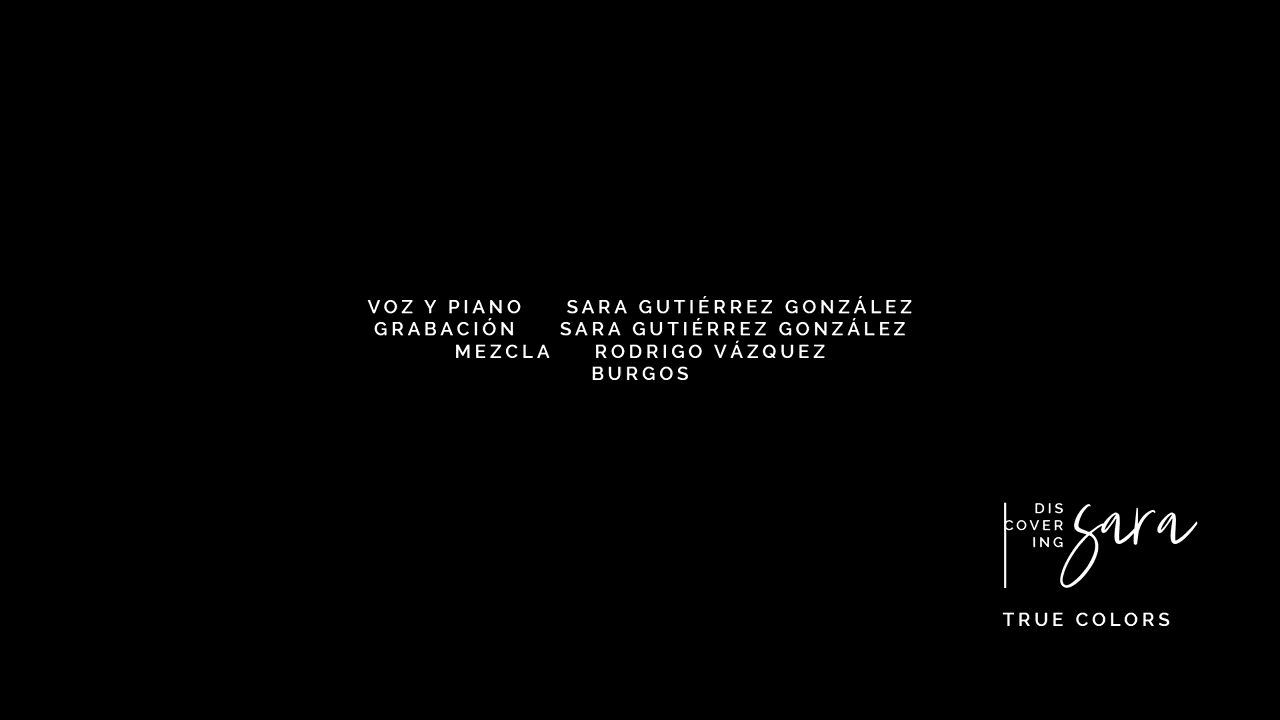 VOZ Y PIANO SARA GUTIÉRREZ GONZÁLEZ
GRABACIÓN SARA GUTIÉRREZ GONZÁLEZ
MEZCLA RODRIGO VÁZQUEZ
BURGOS
DIS
COVER
ING
sara
TRUE COLORS